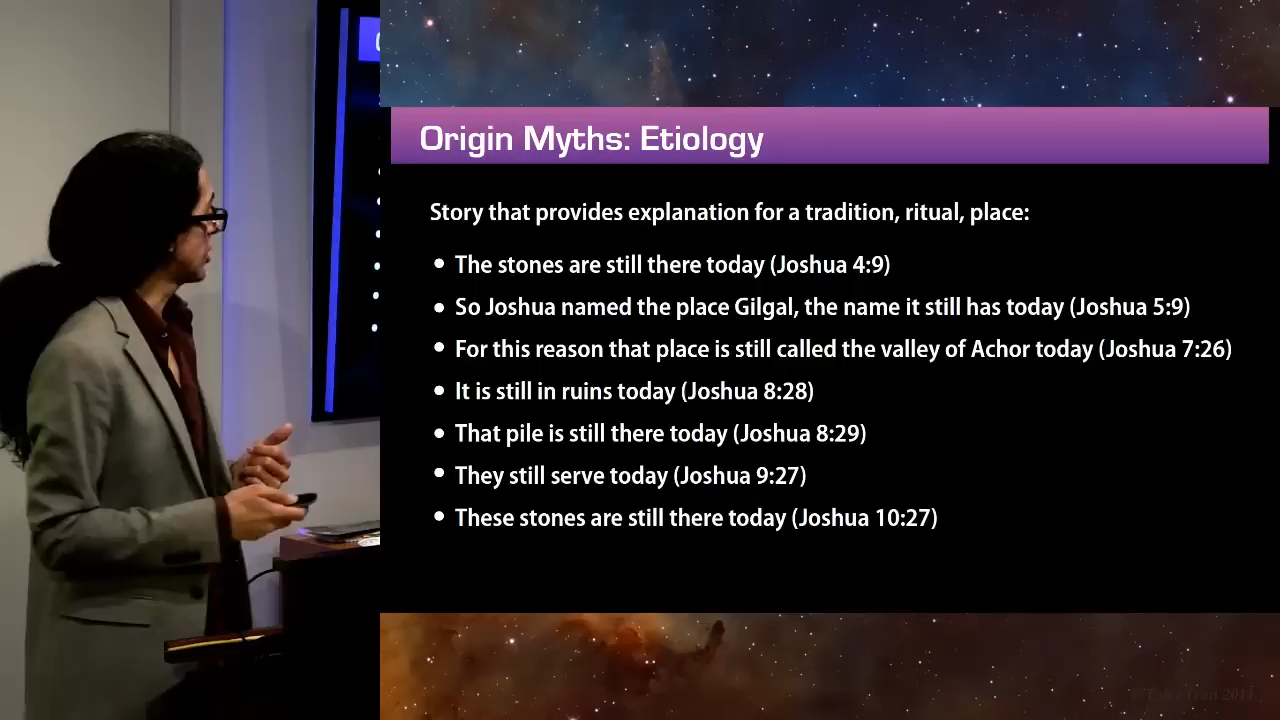 Origin Myths: Etiology
Story that provides explanation for a tradition, ritual, place:
• The stones are still there today (Joshua 4:9)
• So Joshua named the place Gilgal, the name it still has today (Joshua 5:9)
• For this reason that place is still called the valley of Achor today (Joshua 7:26)
• It is still in ruins today (Joshua 8:28)
• That pile is still there today (Joshua 8:29)
• They still serve today (Joshua 9:27)
• These stones are still there today (Joshua 10:27)